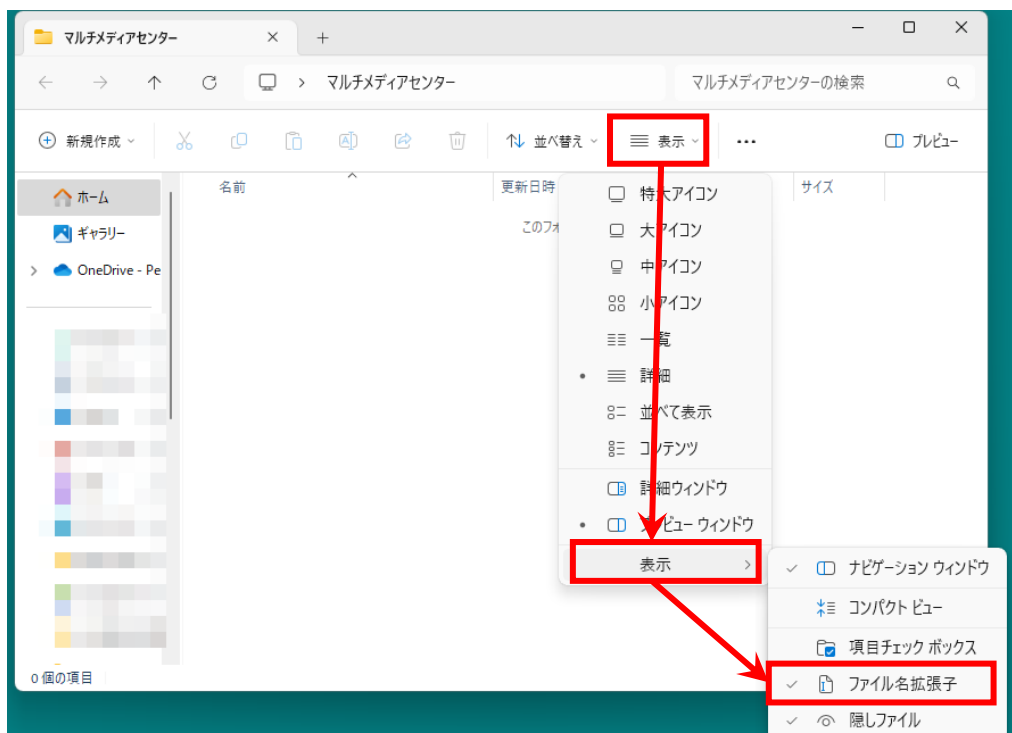 マルチメディアセンター
マルチメディアセンター
マルチメディアセンターの検索
新規作成
並べ替え
表示
プレビュー
ホーム
ギャラリー
OneDrive - Pe
名前
更新日時
サイズ
このフォ
特大アイコン
大アイコン
中アイコン
小アイコン
一覧
詳細
並べて表示
コンテンツ
詳細ウィンドウ
プレビュー ウィンドウ
表示
ナビゲーション ウィンドウ
コンパクト ビュー
項目チェック ボックス
ファイル名拡張子
隠しファイル
0 個の項目